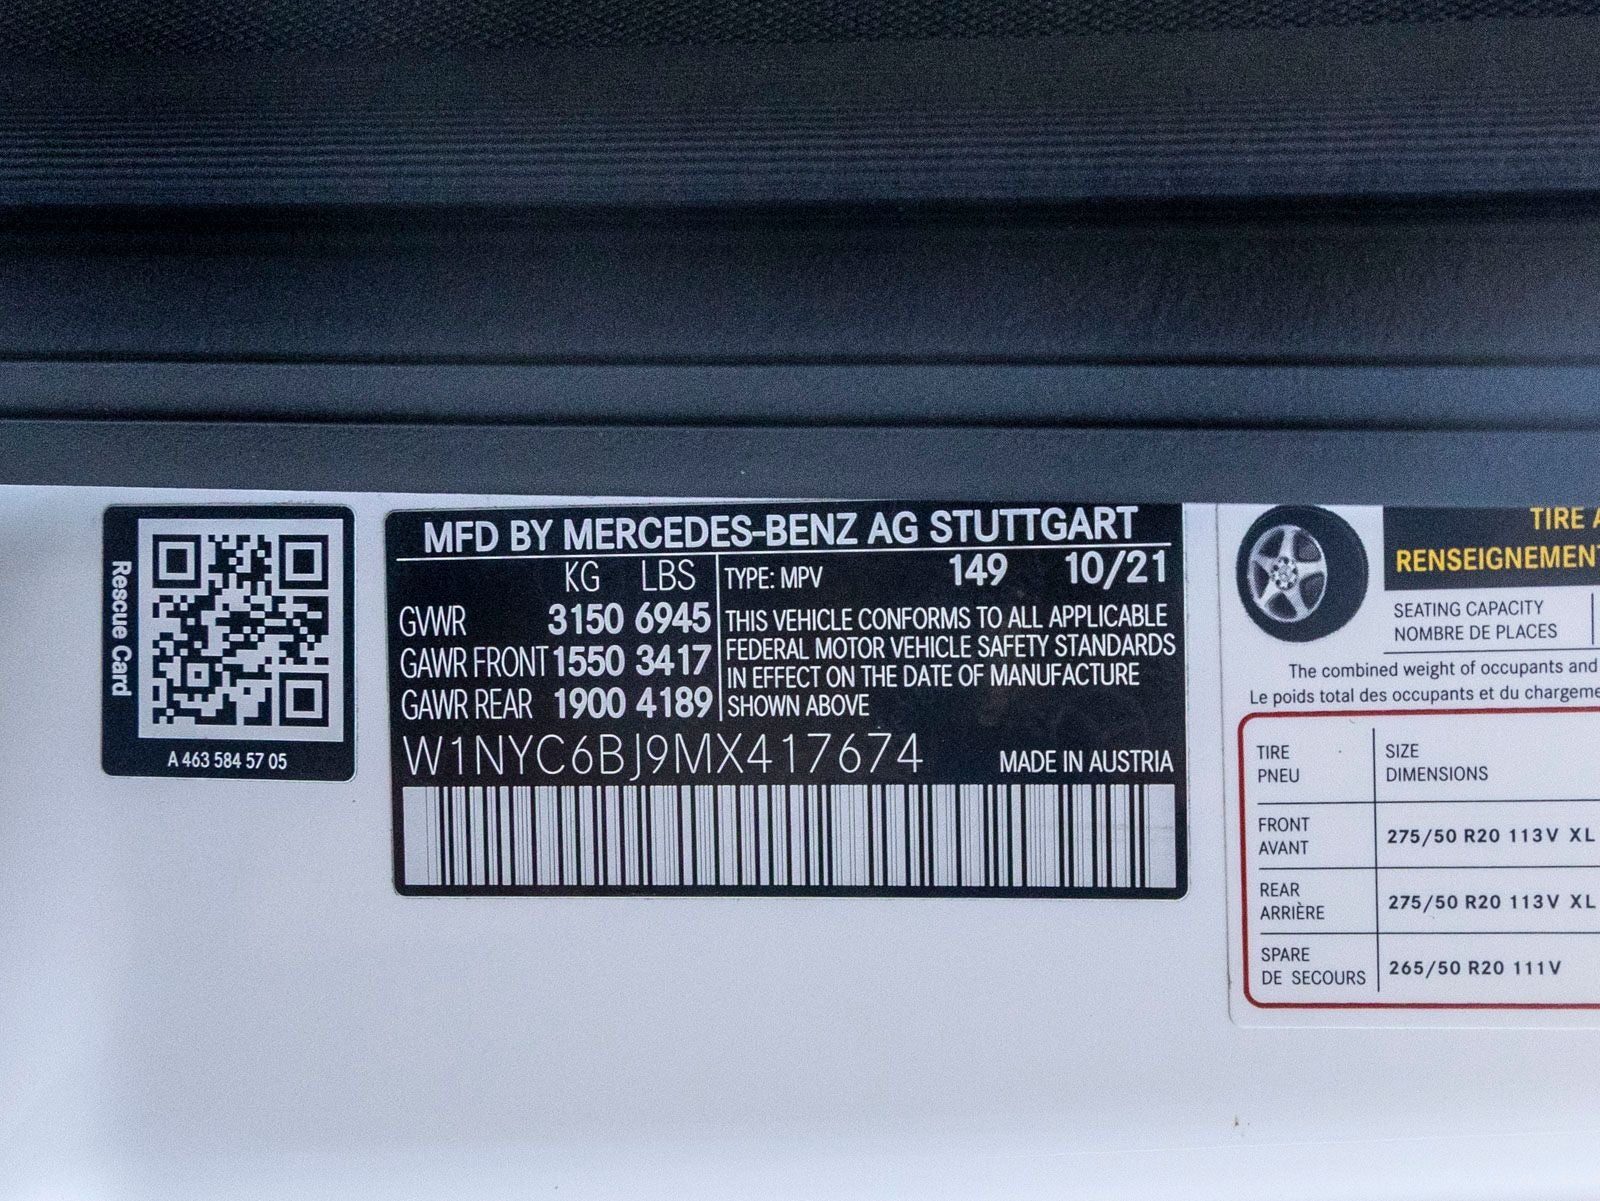 Rescue Card
A 463 584 57 05
MFD BY MERCEDES-BENZ AG STUTTGART
KG LBS
GVWR 3150 6945
GAWR FRONT 1550 3417
GAWR REAR 1900 4189
TYPE: MPV 149 10/21
THIS VEHICLE CONFORMS TO ALL APPLICABLE
FEDERAL MOTOR VEHICLE SAFETY STANDARDS
IN EFFECT ON THE DATE OF MANUFACTURE
SHOWN ABOVE
W1NYC6BJ9MX417674 MADE IN AUSTRIA
TIRE A
RENSEIGNEMENT
SEATING CAPACITY
NOMBRE DE PLACES
The combined weight of occupants and
Le poids total des occupants et du chargeme
TIRE SIZE
PNEU DIMENSIONS
FRONT
AVANT
275/50 R20 113V XL
REAR
ARRIÈRE
275/50 R20 113V XL
SPARE
DE SECOURS
265/50 R20 111V